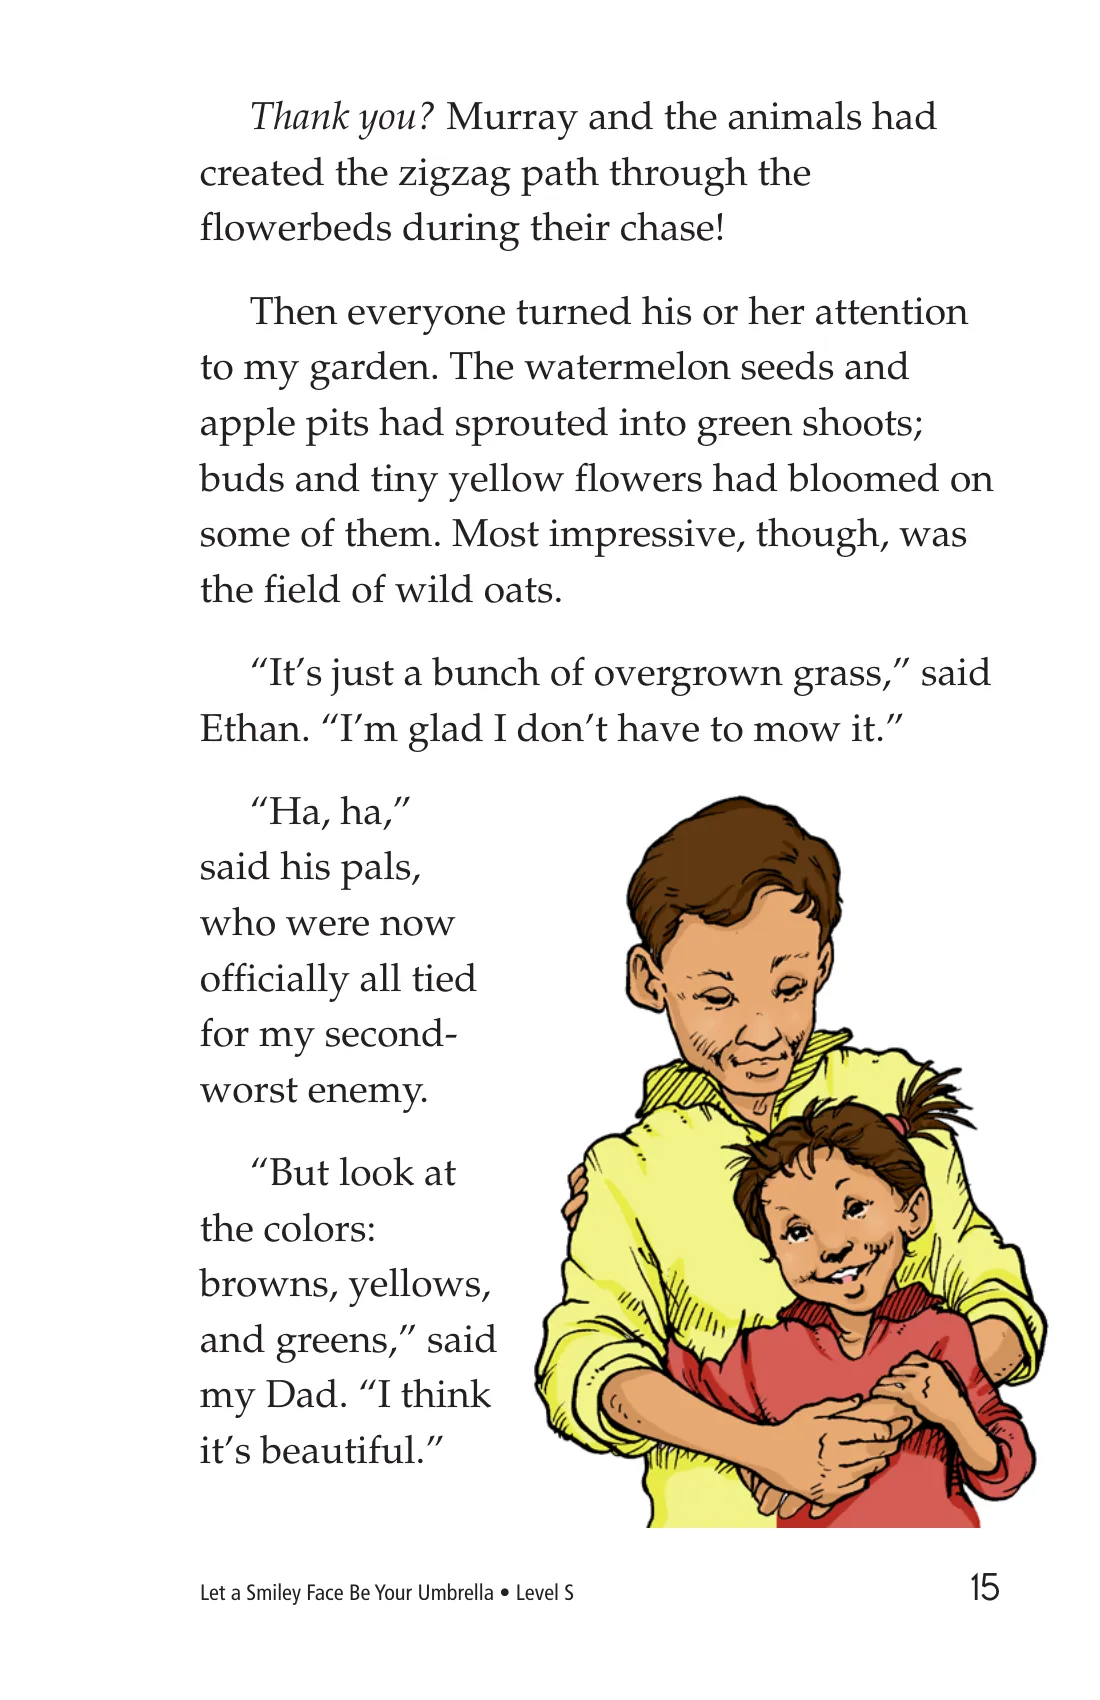 Thank you? Murray and the animals had
created the zigzag path through the
flowerbeds during their chase!
Then everyone turned his or her attention
to my garden. The watermelon seeds and
apple pits had sprouted into green shoots;
buds and tiny yellow flowers had bloomed on
some of them. Most impressive, though, was
the field of wild oats.
“It’s just a bunch of overgrown grass,” said
Ethan. “I’m glad I don’t have to mow it.”
“Ha, ha,”
said his pals,
who were now
officially all tied
for my second-
worst enemy.
“But look at
the colors:
browns, yellows,
and greens,” said
my Dad. “I think
it’s beautiful.”
Let a Smiley Face Be Your Umbrella • Level S
15